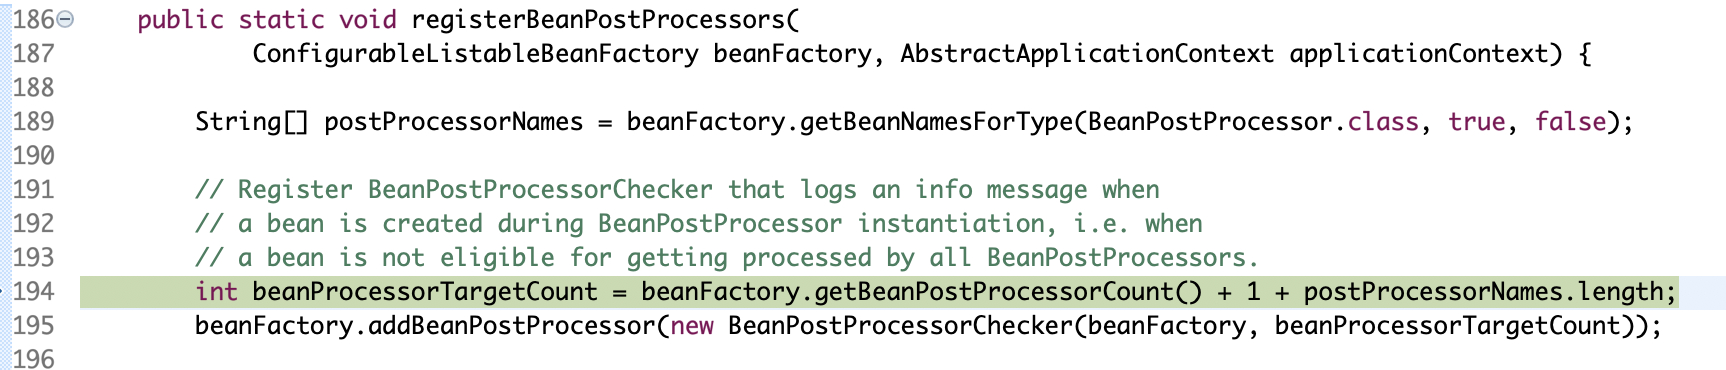 186 public static void registerBeanPostProcessors(
187 ConfigurableListableBeanFactory beanFactory, AbstractApplicationContext applicationContext) {
188
189 String[] postProcessorNames = beanFactory.getBeanNamesForType(BeanPostProcessor.class, true, false);
190
191 // Register BeanPostProcessorChecker that logs an info message when
192 // a bean is created during BeanPostProcessor instantiation, i.e. when
193 // a bean is not eligible for getting processed by all BeanPostProcessors.
194 int beanProcessorTargetCount = beanFactory.getBeanPostProcessorCount() + 1 + postProcessorNames.length;
195 beanFactory.addBeanPostProcessor(new BeanPostProcessorChecker(beanFactory, beanProcessorTargetCount));
196